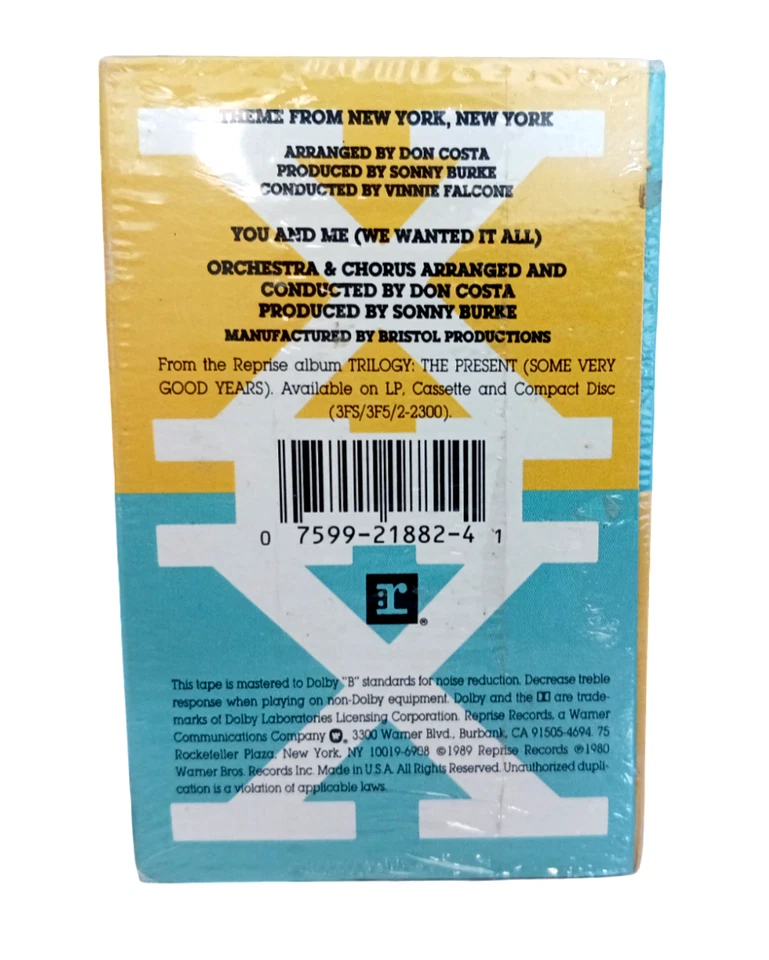 THEME FROM NEW YORK, NEW YORK
ARRANGED BY DON COSTA
PRODUCED BY SONNY BURKE
CONDUCTED BY VINNIE FALCONE
YOU AND ME (WE WANTED IT ALL)
ORCHESTRA & CHORUS ARRANGED AND
CONDUCTED BY DON COSTA
PRODUCED BY SONNY BURKE
MANUFACTURED BY BRISTOL PRODUCTIONS
From the Reprise album TRILOGY: THE PRESENT (SOME VERY
GOOD YEARS). Available on LP, Cassette and Compact Disc
(3FS/3F5/2-2300).
0 7599-21882-4 1
r®
This tape is mastered to Dolby "B" standards for noise reduction. Decrease treble
response when playing on non-Dolby equipment. Dolby and the are trade-
marks of Dolby Laboratories Licensing Corporation. Reprise Records, a Warner
Communications Company, 3300 Warner Blvd., Burbank, CA 91505-4694. 75
Rockefeller Plaza, New York, NY 10019-6908 ©1989 Reprise Records ℗1980
Warner Bros. Records Inc. Made in U.S.A. All Rights Reserved. Unauthorized dupli-
cation is a violation of applicable laws.